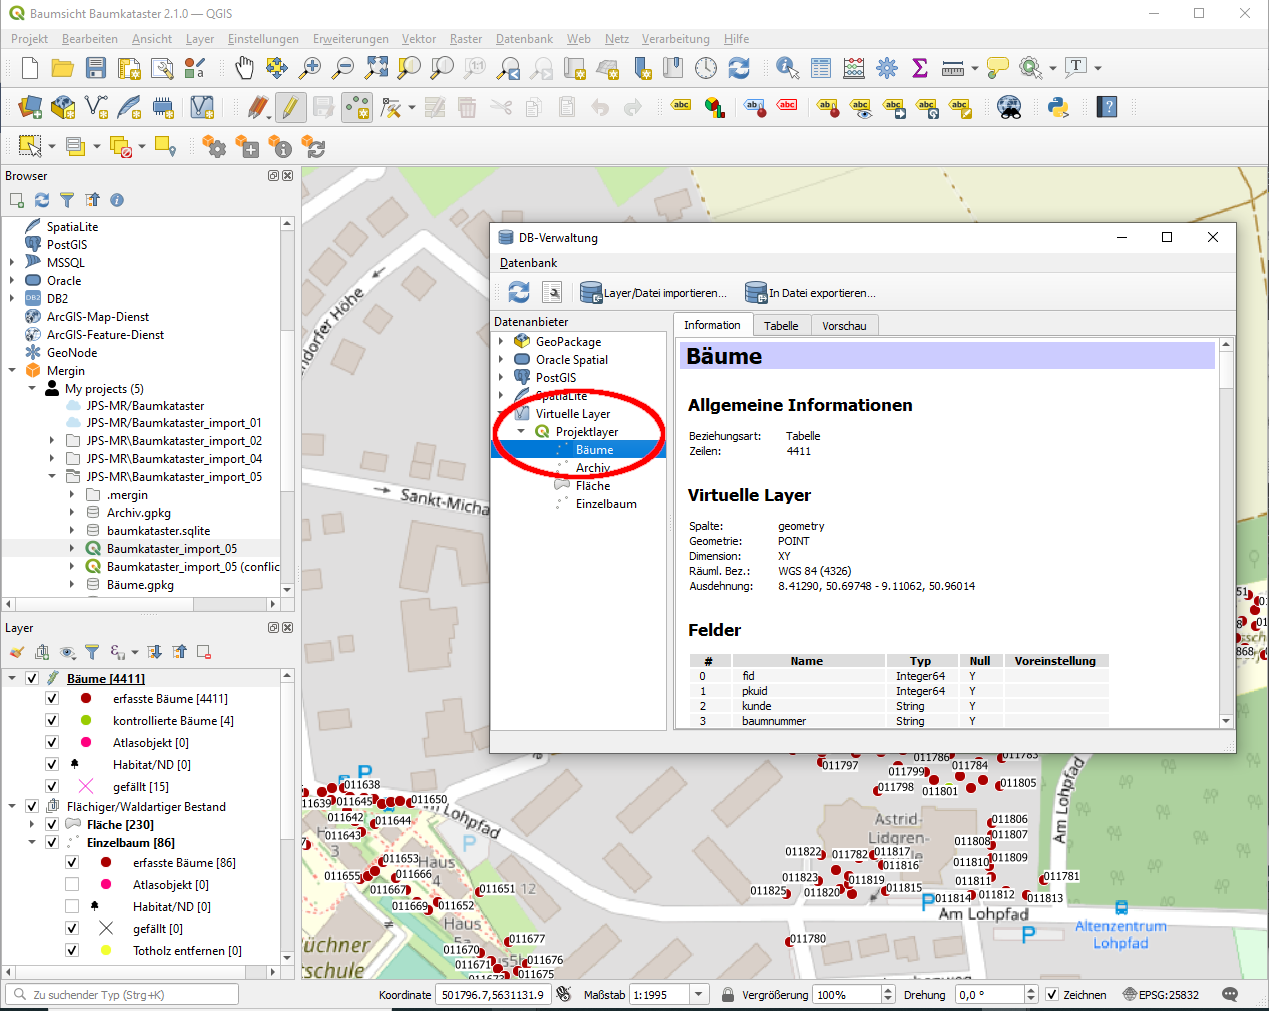 Baumsicht Baumkataster 2.1.0 — QGIS
Projekt Bearbeiten Ansicht Layer Einstellungen Erweiterungen Vektor Raster Datenbank Web Netz Verarbeitung Hilfe
Browser
SpatiaLite
PostGIS
MSSQL
Oracle
DB2
ArcGIS-Map-Dienst
ArcGIS-Feature-Dienst
GeoNode
Mergin
My projects (5)
JPS-MR/Baumkataster
JPS-MR/Baumkataster_import_01
JPS-MR\Baumkataster_import_02
JPS-MR\Baumkataster_import_04
JPS-MR\Baumkataster_import_05
.mergin
Archiv.gpkg
baumkataster.sqlite
Baumkataster_import_05
Baumkataster_import_05 (conflic
Bäume.gpkg
Layer
Bäume [4411]
erfasste Bäume [4411]
kontrollierte Bäume [4]
Atlasobjekt [0]
Habitat/ND [0]
gefällt [15]
Flächiger/Waldartiger Bestand
Fläche [230]
Einzelbaum [86]
erfasste Bäume [86]
Atlasobjekt [0]
Habitat/ND [0]
gefällt [0]
Totholz entfernen [0]
DB-Verwaltung
Datenbank
Layer/Datei importieren... In Datei exportieren...
Datenanbieter
GeoPackage
Oracle Spatial
PostGIS
SpatiaLite
Virtuelle Layer
Projektlayer
Bäume
Archiv
Fläche
Einzelbaum
Information Tabelle Vorschau
Bäume
Allgemeine Informationen
Beziehungsart: Tabelle
Zeilen: 4411
Virtuelle Layer
Spalte: geometry
Geometrie: POINT
Dimension: XY
Räuml. Bez.: WGS 84 (4326)
Ausdehnung: 8.41290, 50.69748 - 9.11062, 50.96014
Felder
# Name Typ Null Voreinstellung
0 fid Integer64 Y
1 pkuid Integer64 Y
2 kunde String Y
3 baumnummer String Y
ndorfer Höhe
Sankt-Micha
011638
011639 011645 011650
011642 011644
011643
Am Lohpfad
P
P
Haus
3
011653
011655 011666
Haus
4
011667
011651 12
011669 011652
Haus
5a
011677
011670
011671 011676
011675
üchner
schule
011786 011783
011797 011799 011784
011798 011801 011805
Astrid-
Lidgren-
011806
011807
011808
011809
011810
011811
011812
011813
011814
011781
011822 011782 011817
011816
011823 011819 011815
011825 011820
011780
Am Lohpfad
Am Lohpfad
P
P
Altenzentrum
Lohpfad
868
Zu suchender Typ (Strg+K) Koordinate 501796.7,5631131.9 Maßstab 1:1995 Vergrößerung 100% Drehung 0,0 ° Zeichnen EPSG:25832